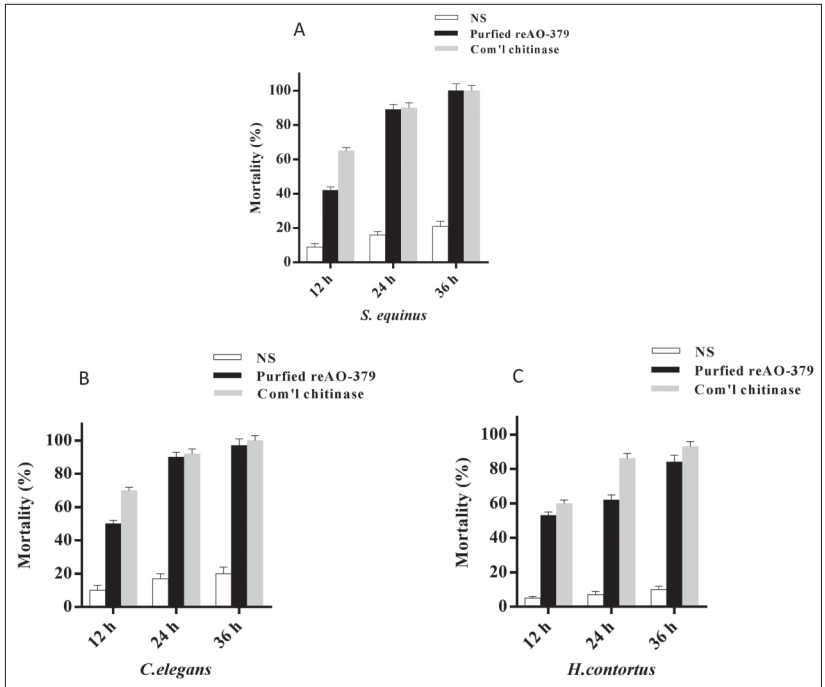 A
NS
Purfied reAO-379
Com'l chitinase
Mortality (%)
100
80
60
40
20
0
12 h
24 h
36 h
S. equinus
B
NS
Purfied reAO-379
Com'l chitinase
Mortality (%)
100
80
60
40
20
0
12 h
24 h
36 h
C.elegans
C
NS
Purfied reAO-379
Com'l chitinase
Mortality (%)
100
80
60
40
20
0
12 h
24 h
36 h
H.contortus